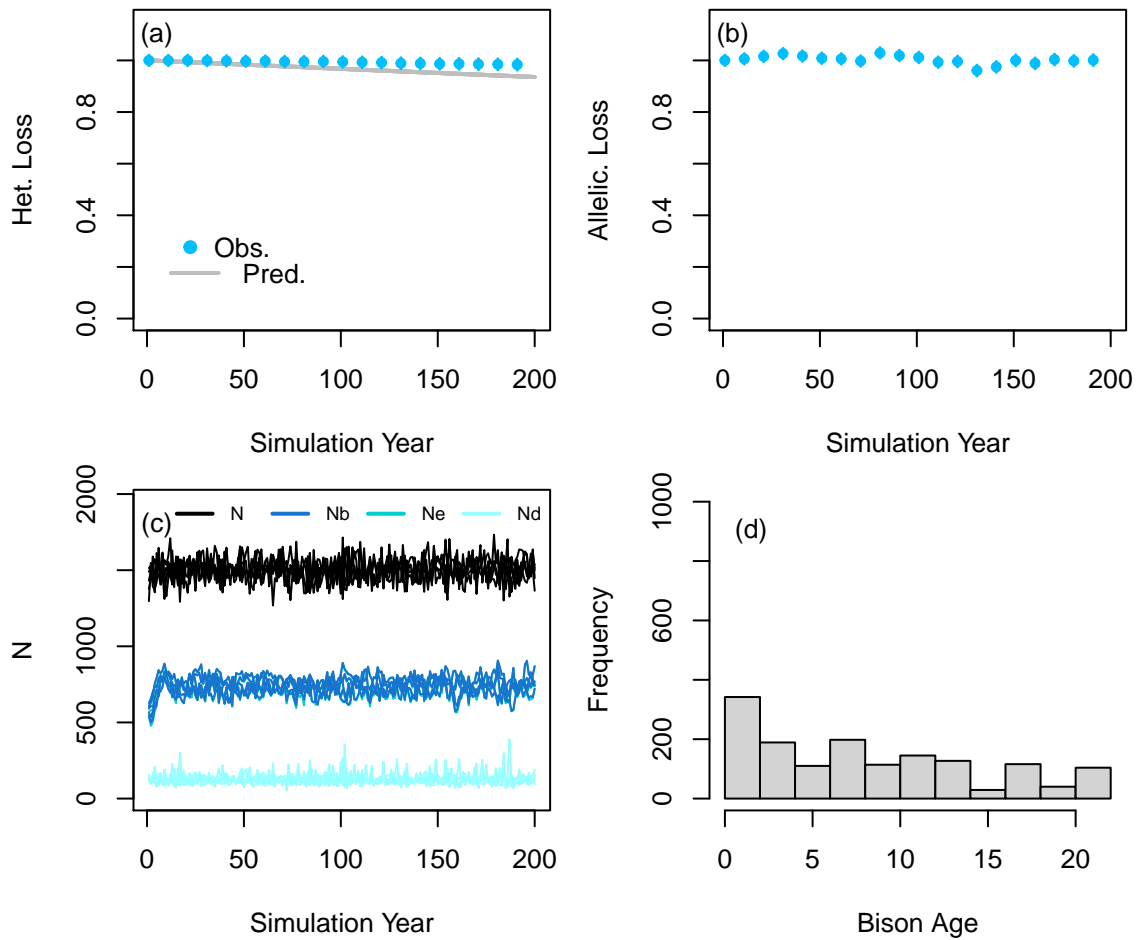 (a)
Het. Loss
0.0 0.4 0.8
Obs.
Pred.
0 50 100 150 200
Simulation Year
(b)
Allelic. Loss
0.0 0.4 0.8
0 50 100 150 200
Simulation Year
(c)
N Nb Ne Nd
N
0 500 1000 2000
0 50 100 150 200
Simulation Year
(d)
Frequency
0 200 600 1000
0 5 10 15 20
Bison Age